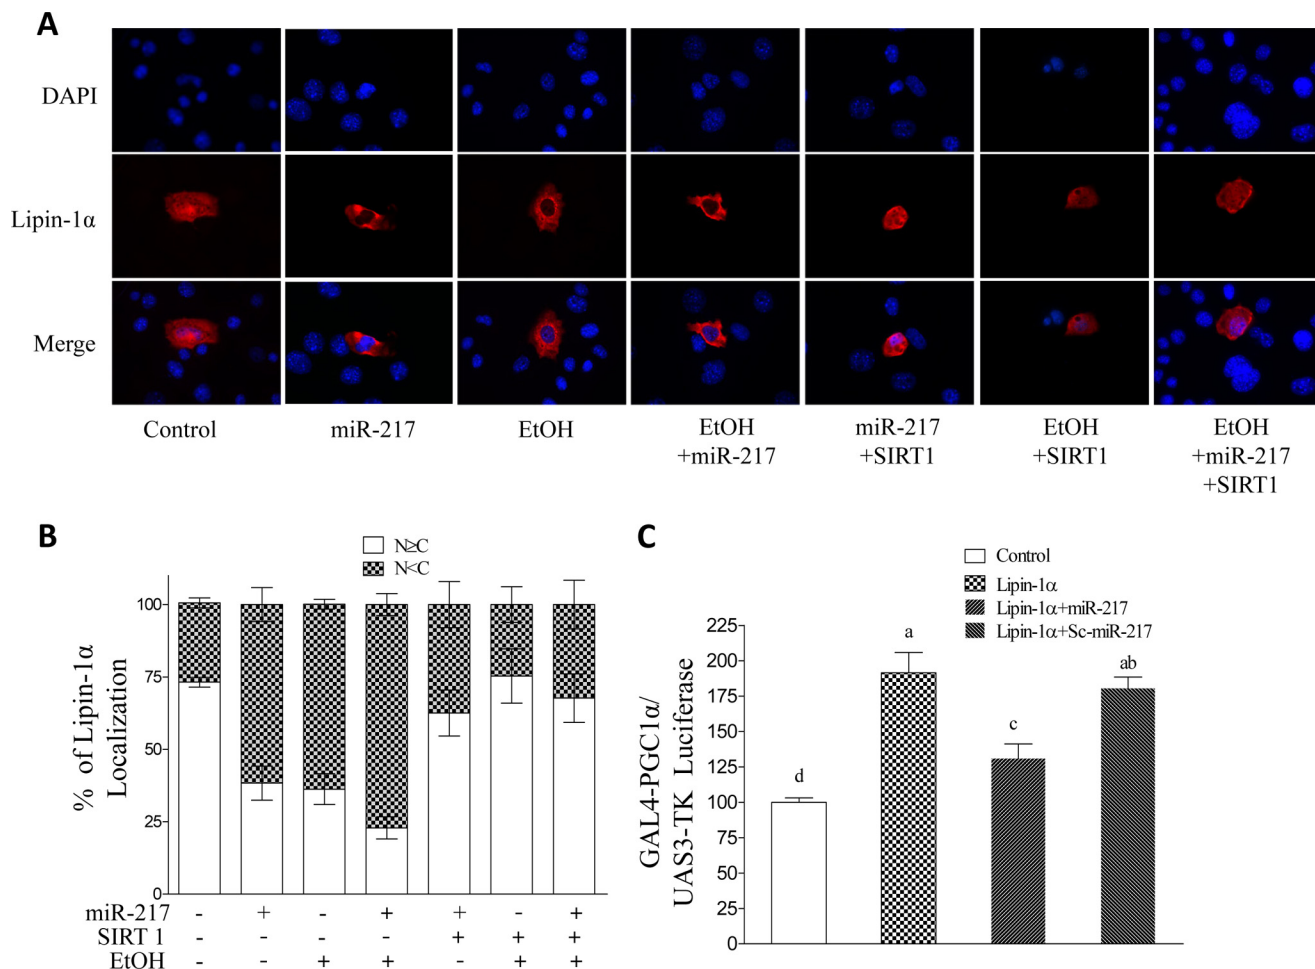 A
DAPI
Lipin-1α
Merge
Control
miR-217
EtOH
EtOH
+miR-217
miR-217
+SIRT1
EtOH
+SIRT1
EtOH
+miR-217
+SIRT1
B
N≥C
N<C
% of Lipin-1α
Localization
100
75
50
25
0
miR-217 - + - + + - +
SIRT 1 - - - - + + +
EtOH - - + + - + +
C
Control
Lipin-1α
Lipin-1α+miR-217
Lipin-1α+Sc-miR-217
GAL4-PGC1α/
UAS3-TK Luciferase
225
200
175
150
125
100
75
50
25
0
d
a
c
ab